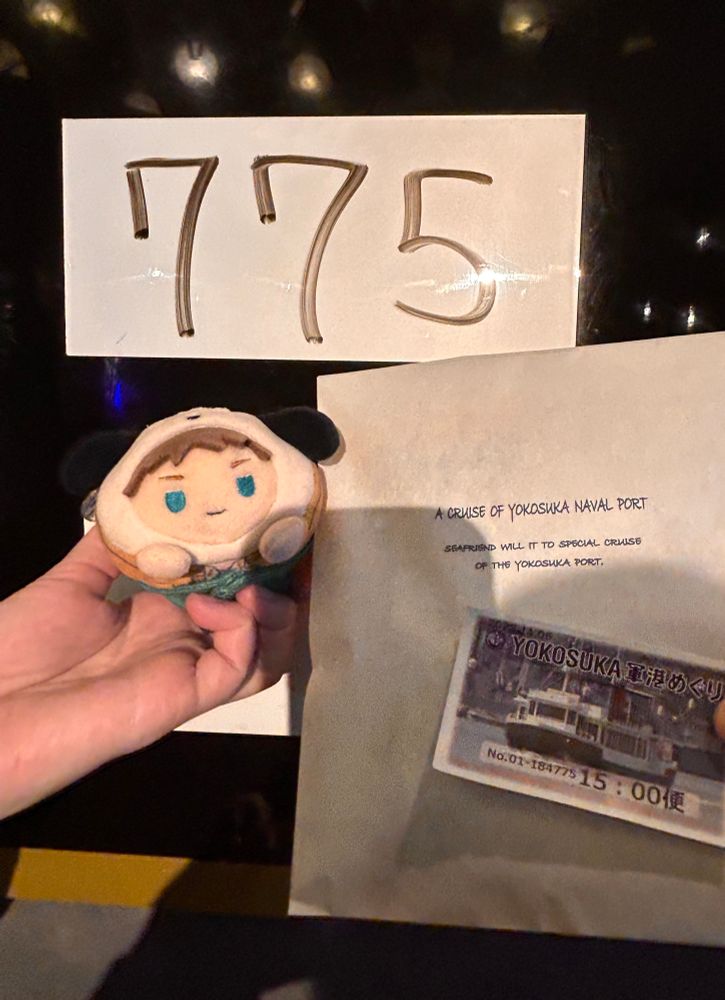 775
A CRUISE OF YOKOSUKA NAVAL PORT
SEAFRIEND WILL IT TO SPECIAL CRUISE
OF THE YOKOSUKA PORT.
YOKOSUKA 軍港めぐり
No.01-184775 15:00便